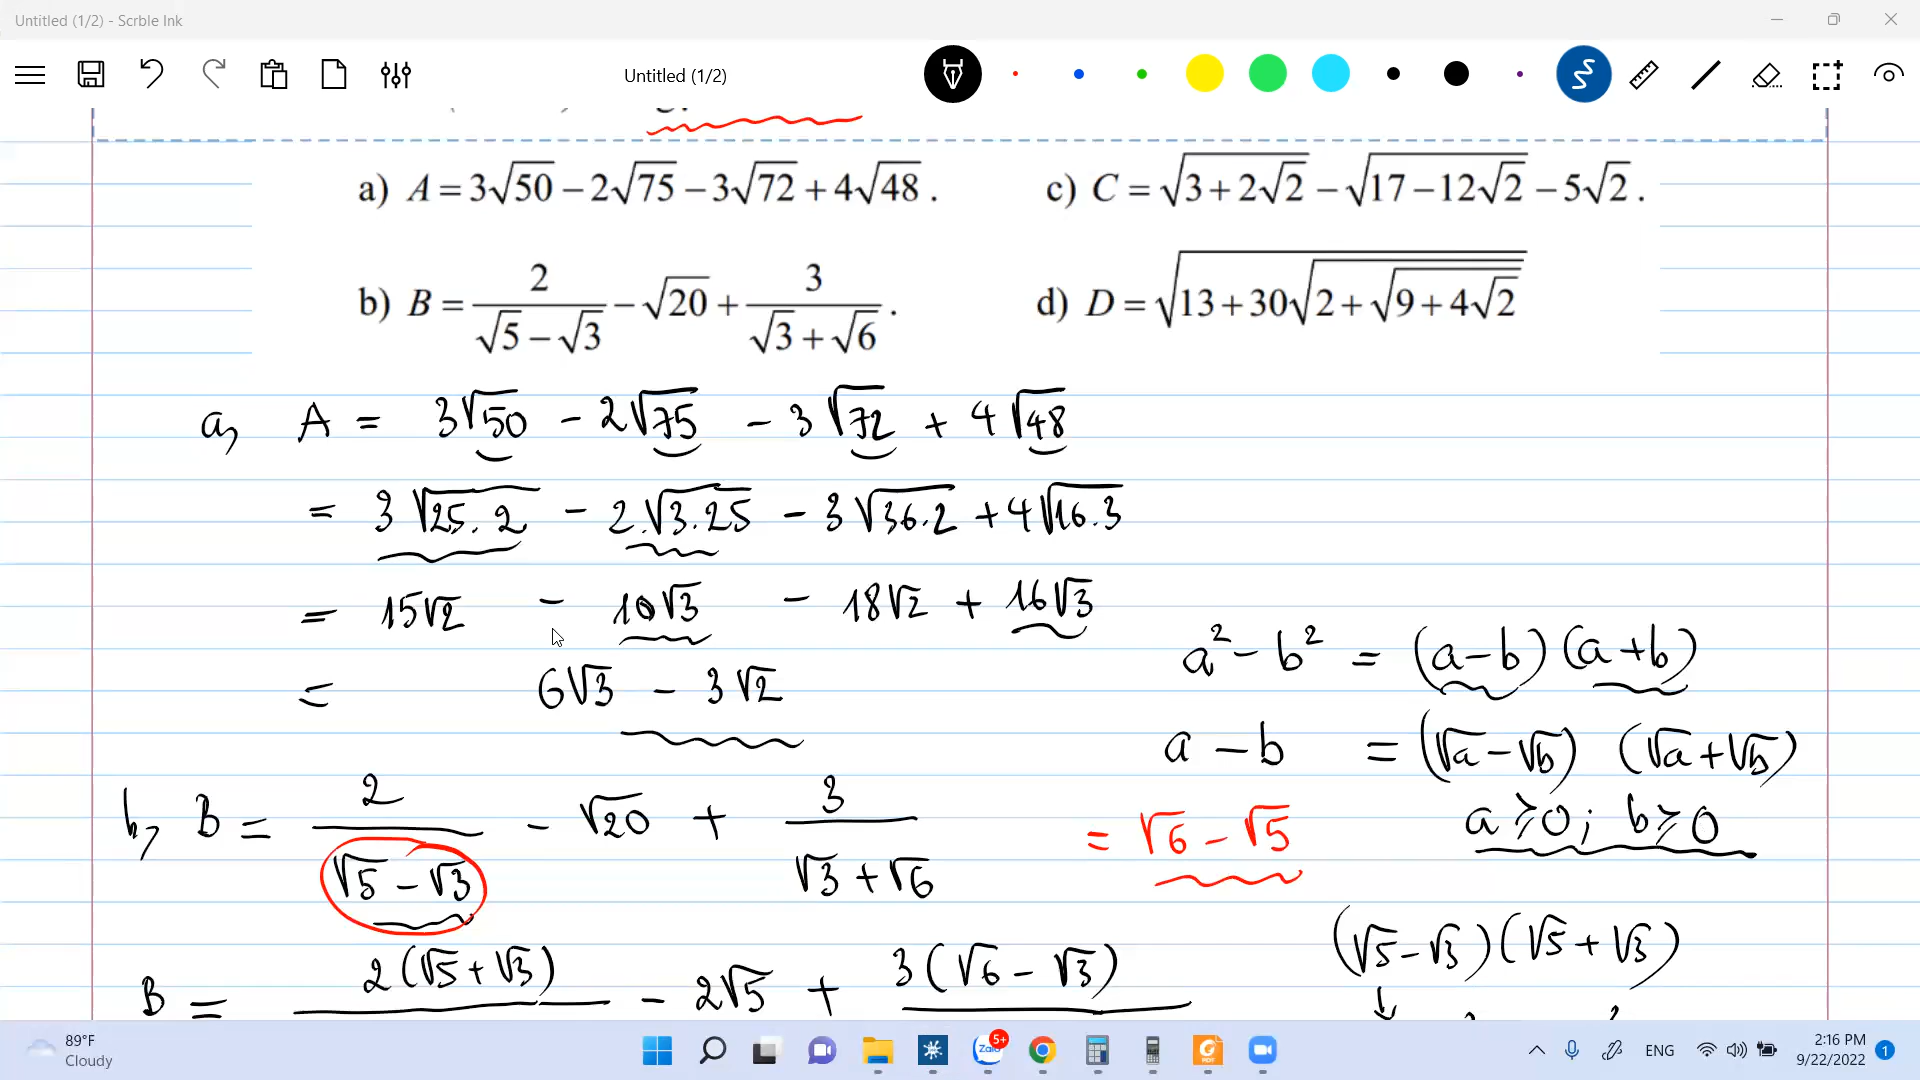 Untitled (1/2) - Scrble Ink
Untitled (1/2)
a) A = 3√50 − 2√75 − 3√72 + 4√48 .
c) C = √(3 + 2√2) − √(17 − 12√2) − 5√2 .
b) B = 2/(√5 − √3) − √20 + 3/(√3 + √6) .
d) D = √(13 + 30√(2 + √(9 + 4√2)))
a, A = 3√50 − 2√75 − 3√72 + 4√48
= 3√25.2 − 2.√3.25 − 3√36.2 + 4√16.3
= 15√2 − 10√3 − 18√2 + 16√3
= 6√3 − 3√2
a² − b² = (a − b)(a + b)
a − b = (√a − √b) (√a + √b)
a ⩾ 0 ; b ⩾ 0
b, B = 2/(√5 − √3) − √20 + 3/(√3 + √6)
= √6 − √5
(√5 − √3)(√5 + √3)
B = 2(√5 + √3) − 2√5 + 3(√6 − √3)
89°F
Cloudy
Zalo
5+
PDF
ENG
2:16 PM
9/22/2022
1